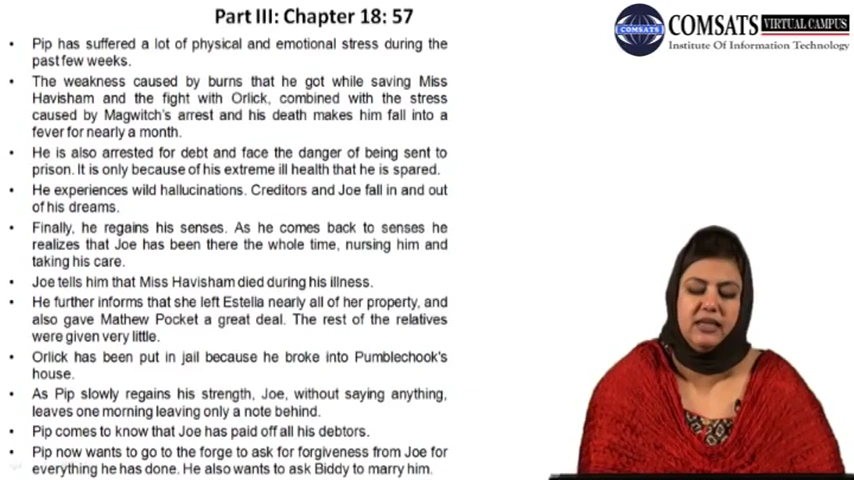 Part III: Chapter 18: 57
COMSATS VIRTUAL CAMPUS
COMSATS
Institute Of Information Technology
• Pip has suffered a lot of physical and emotional stress during the
past few weeks.
• The weakness caused by burns that he got while saving Miss
Havisham and the fight with Orlick, combined with the stress
caused by Magwitch's arrest and his death makes him fall into a
fever for nearly a month.
• He is also arrested for debt and face the danger of being sent to
prison. It is only because of his extreme ill health that he is spared.
• He experiences wild hallucinations. Creditors and Joe fall in and out
of his dreams.
• Finally, he regains his senses. As he comes back to senses he
realizes that Joe has been there the whole time, nursing him and
taking his care.
• Joe tells him that Miss Havisham died during his illness.
• He further informs that she left Estella nearly all of her property, and
also gave Mathew Pocket a great deal. The rest of the relatives
were given very little.
• Orlick has been put in jail because he broke into Pumblechook's
house.
• As Pip slowly regains his strength, Joe, without saying anything,
leaves one morning leaving only a note behind.
• Pip comes to know that Joe has paid off all his debtors.
• Pip now wants to go to the forge to ask for forgiveness from Joe for
everything he has done. He also wants to ask Biddy to marry him.